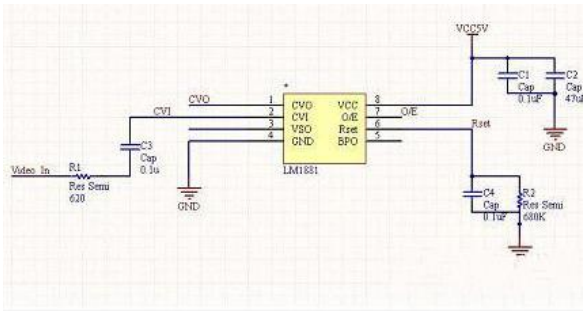 VCC5V
C1
Cap
0.1uF
C2
Cap
47uF
GND
CVO
CVI
*
1 CVO VCC 8
2 CVI O/E 7 O/E
3 VSO Rset 6 Rset
4 GND BPO 5
LM1881
GND
C3
Cap
0.1u
Video In
R1
Res Semi
620
C4
Cap
0.1uF
R2
Res Semi
680K